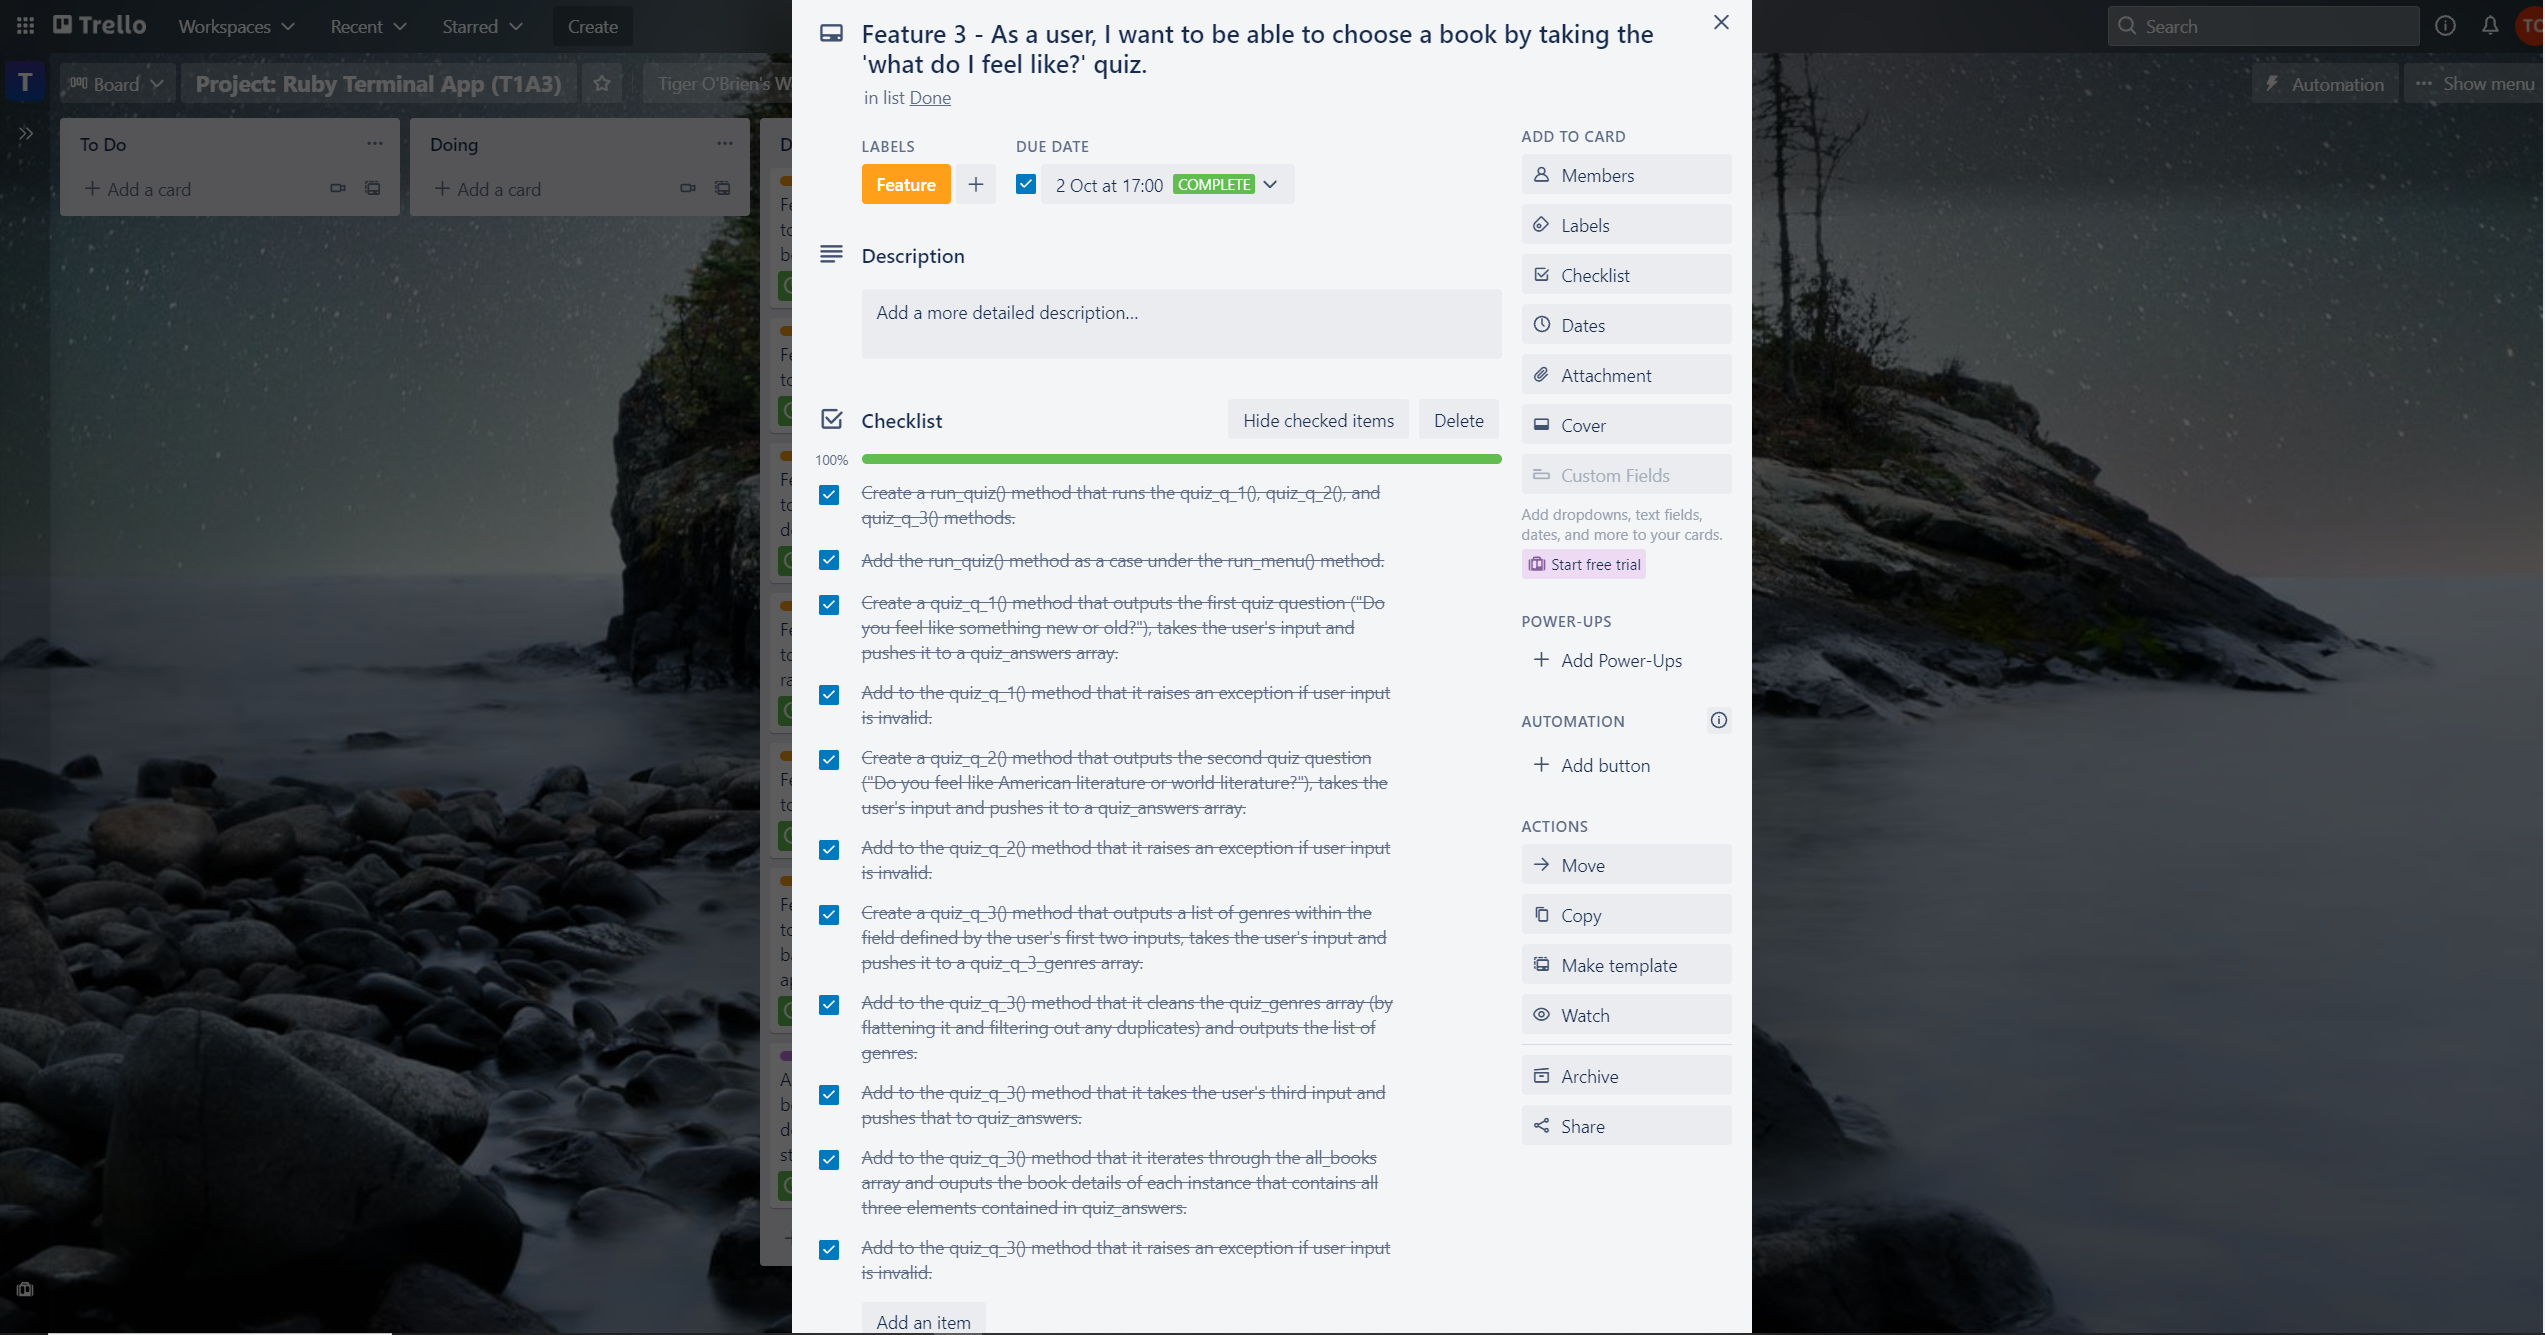 Trello
Workspaces
Recent
Starred
Create
Search
TO
T
Board
Project: Ruby Terminal App (T1A3)
Tiger O'Brien's W
Automation
Show menu
To Do
Add a card
Doing
Add a card
Feature 3 - As a user, I want to be able to choose a book by taking the
'what do I feel like?' quiz.
in list Done
LABELS
Feature
DUE DATE
2 Oct at 17:00 COMPLETE
Description
Add a more detailed description...
Checklist
Hide checked items
Delete
100%
Create a run_quiz() method that runs the quiz_q_1(), quiz_q_2(), and
quiz_q_3() methods.
Add the run_quiz() method as a case under the run_menu() method.
Create a quiz_q_1() method that outputs the first quiz question ("Do
you feel like something new or old?"), takes the user's input and
pushes it to a quiz_answers array.
Add to the quiz_q_1() method that it raises an exception if user input
is invalid.
Create a quiz_q_2() method that outputs the second quiz question
("Do you feel like American literature or world literature?"), takes the
user's input and pushes it to a quiz_answers array.
Add to the quiz_q_2() method that it raises an exception if user input
is invalid.
Create a quiz_q_3() method that outputs a list of genres within the
field defined by the user's first two inputs, takes the user's input and
pushes it to a quiz_q_3_genres array.
Add to the quiz_q_3() method that it cleans the quiz_genres array (by
flattening it and filtering out any duplicates) and outputs the list of
genres.
Add to the quiz_q_3() method that it takes the user's third input and
pushes that to quiz_answers.
Add to the quiz_q_3() method that it iterates through the all_books
array and ouputs the book details of each instance that contains all
three elements contained in quiz_answers.
Add to the quiz_q_3() method that it raises an exception if user input
is invalid.
Add an item
ADD TO CARD
Members
Labels
Checklist
Dates
Attachment
Cover
Custom Fields
Add dropdowns, text fields,
dates, and more to your cards.
Start free trial
POWER-UPS
Add Power-Ups
AUTOMATION
Add button
ACTIONS
Move
Copy
Make template
Watch
Archive
Share